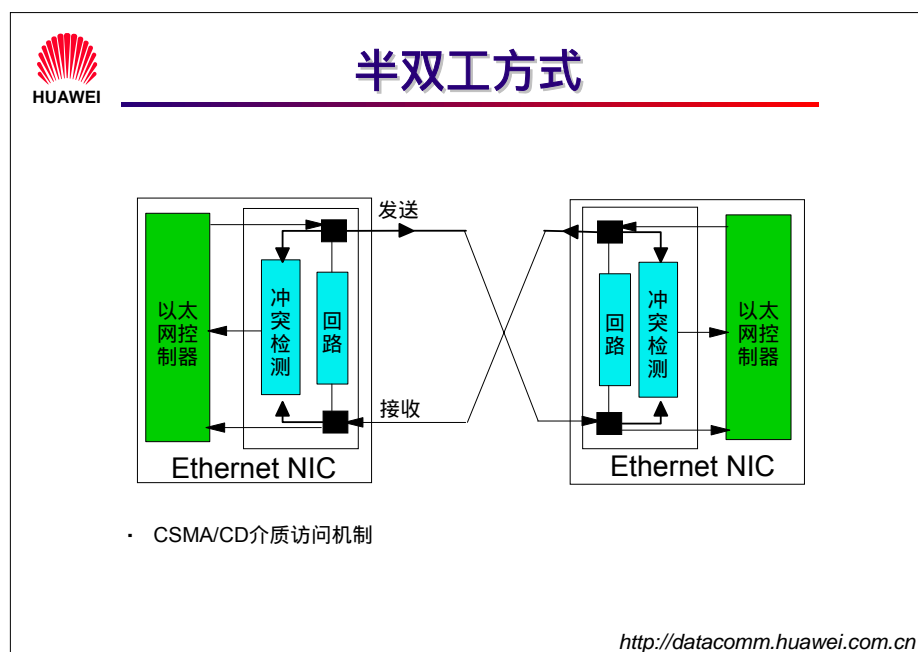 HUAWEI
半双工方式
发送
以太
网控
制器
冲
突
检
测
回
路
接收
Ethernet NIC
回
路
冲
突
检
测
以太
网控
制器
Ethernet NIC
· CSMA/CD介质访问机制
http://datacomm.huawei.com.cn